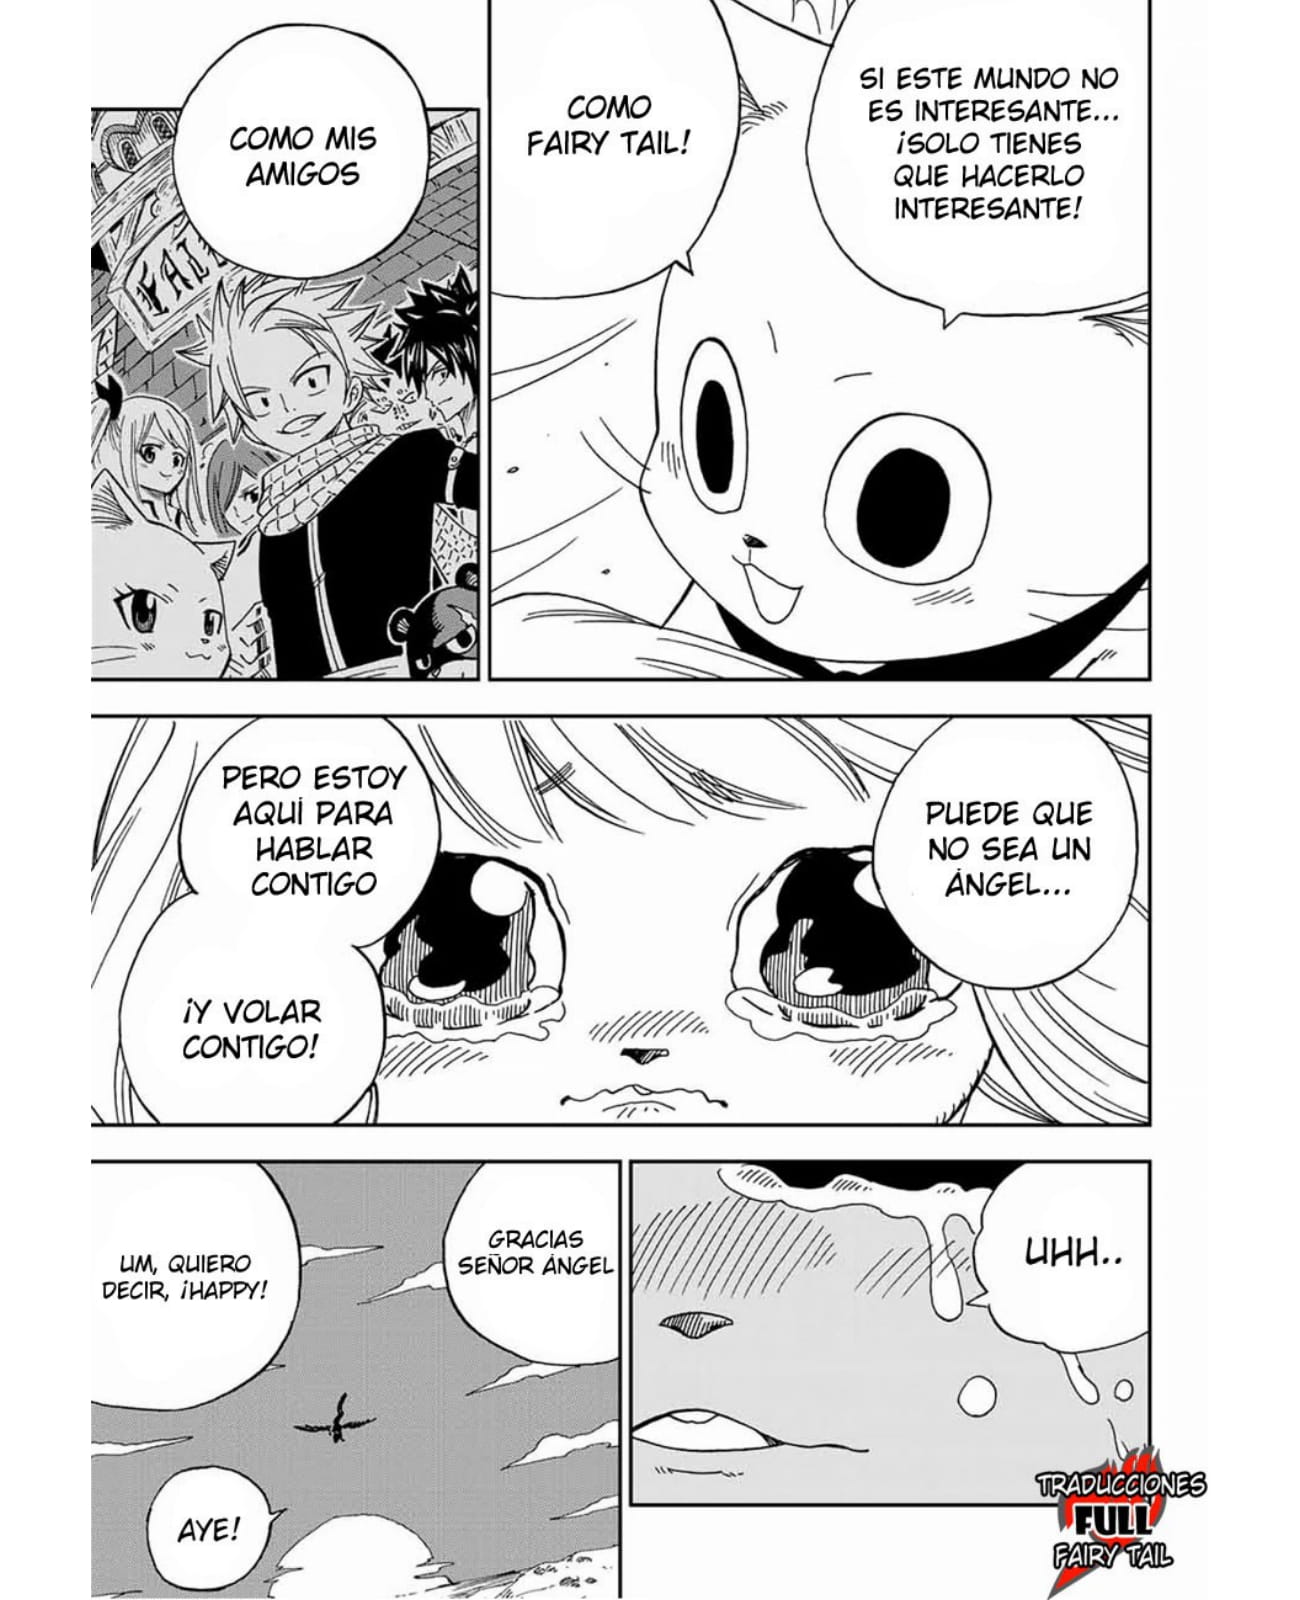 SI ESTE MUNDO NO
ES INTERESANTE...
¡SOLO TIENES
QUE HACERLO
INTERESANTE!
COMO
FAIRY TAIL!
COMO MIS
AMIGOS
FAI
PUEDE QUE
NO SEA UN
ÁNGEL...
PERO ESTOY
AQUÍ PARA
HABLAR
CONTIGO
¡Y VOLAR
CONTIGO!
UHH..
GRACIAS
SEÑOR ÁNGEL
UM, QUIERO
DECIR, ¡HAPPY!
AYE!
TRADUCCIONES
FULL
FAIRY TAIL